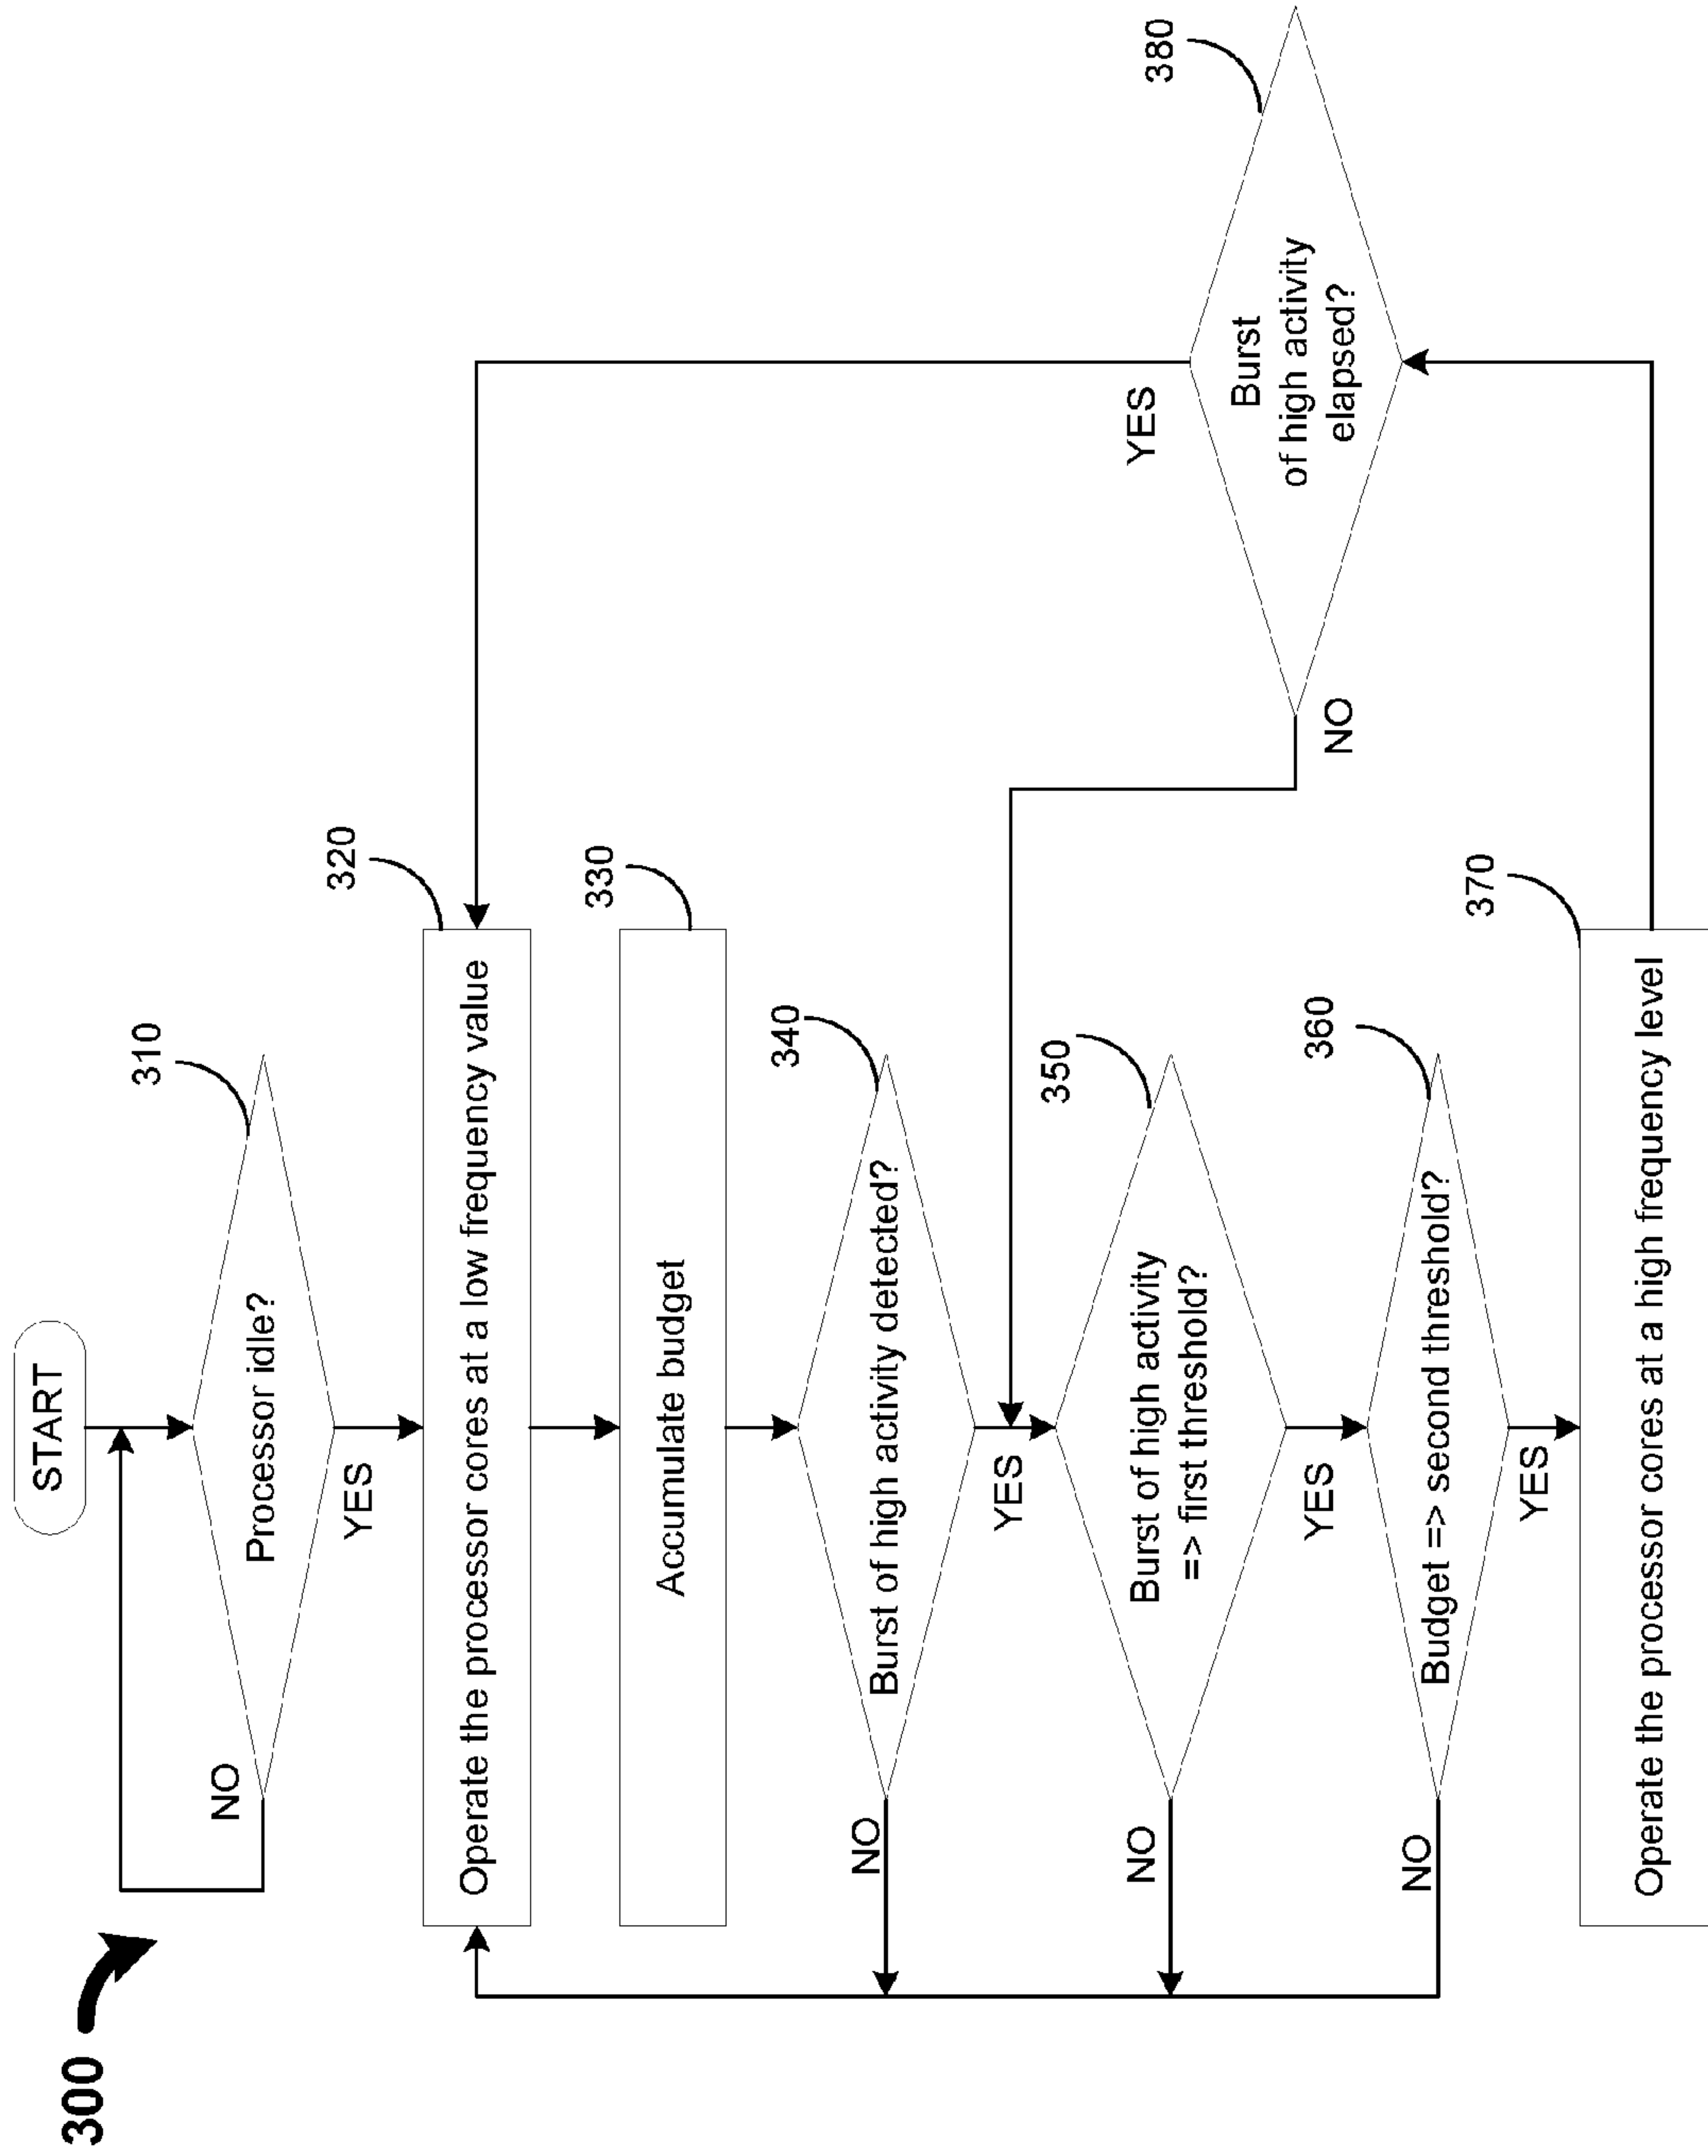 300
START
310
Processor idle?
NO
YES
320
Operate the processor cores at a low frequency value
330
Accumulate budget
340
Burst of high activity detected?
NO
YES
350
Burst of high activity
=> first threshold?
NO
YES
360
Budget => second threshold?
NO
YES
370
Operate the processor cores at a high frequency level
380
Burst
of high activity
elapsed?
YES
NO